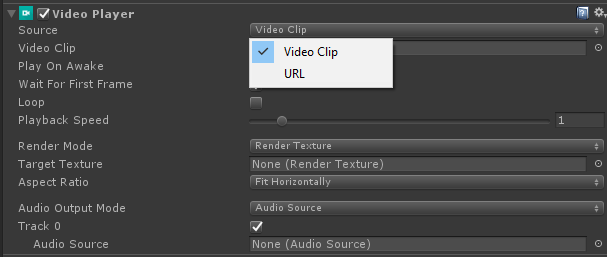 Video Player
Source Video Clip
Video Clip Video Clip
Play On Awake URL
Wait For First Frame
Loop
Playback Speed 1
Render Mode Render Texture
Target Texture None (Render Texture)
Aspect Ratio Fit Horizontally
Audio Output Mode Audio Source
Track 0
Audio Source None (Audio Source)